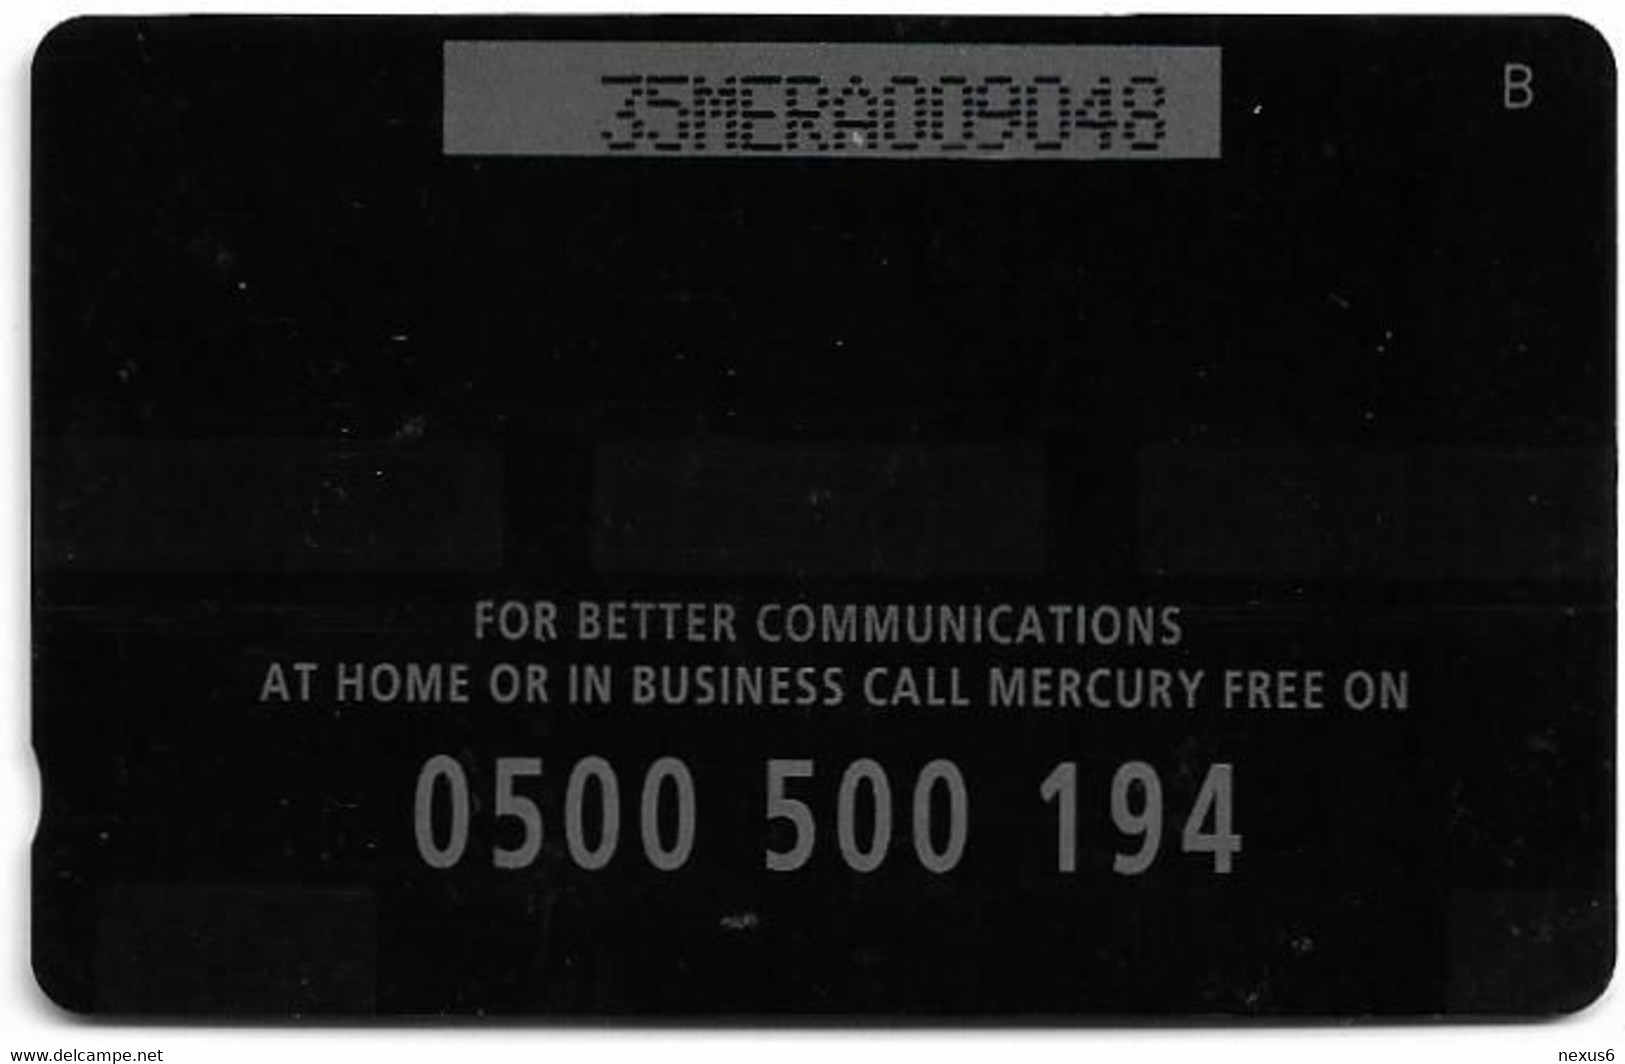 35MERA009048
B
FOR BETTER COMMUNICATIONS
AT HOME OR IN BUSINESS CALL MERCURY FREE ON
0500 500 194
www.delcampe.net
nexus6